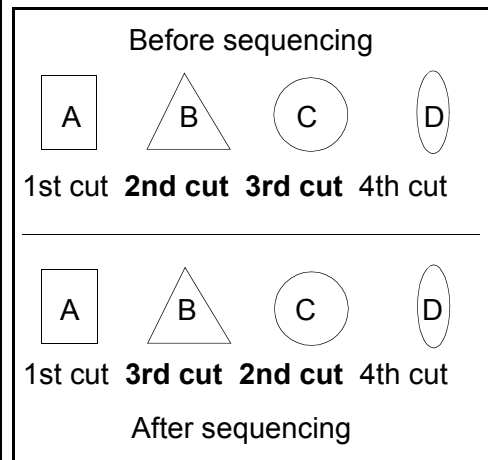 Before sequencing
A B C D
1st cut 2nd cut 3rd cut 4th cut
A B C D
1st cut 3rd cut 2nd cut 4th cut
After sequencing